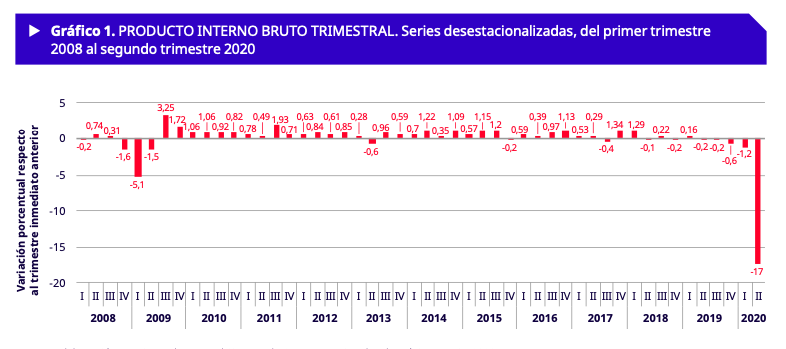 ▶ Gráfico 1. PRODUCTO INTERNO BRUTO TRIMESTRAL. Series desestacionalizadas, del primer trimestre
2008 al segundo trimestre 2020
Variación porcentual respecto
al trimestre inmediato anterior
5
0
-5
-10
-15
-20
-0,2 0,74 0,31 -1,6
-5,1 -1,5 3,25 1,72
1,06 1,06 0,92 0,82
0,78 0,49 1,93 0,71
0,63 0,84 0,61 0,85
0,28 -0,6 0,96 0,59
0,7 1,22 0,35 1,09
0,57 1,15 1,2 -0,2
0,59 0,39 0,97 1,13
0,53 0,29 -0,4 1,34
1,29 -0,1 0,22 -0,2
0,16 -0,2 -0,2 -0,6
-1,2 -17
I II III IV I II III IV I II III IV I II III IV I II III IV I II III IV I II III IV I II III IV I II III IV I II III IV I II III IV I II III IV I II
2008 2009 2010 2011 2012 2013 2014 2015 2016 2017 2018 2019 2020